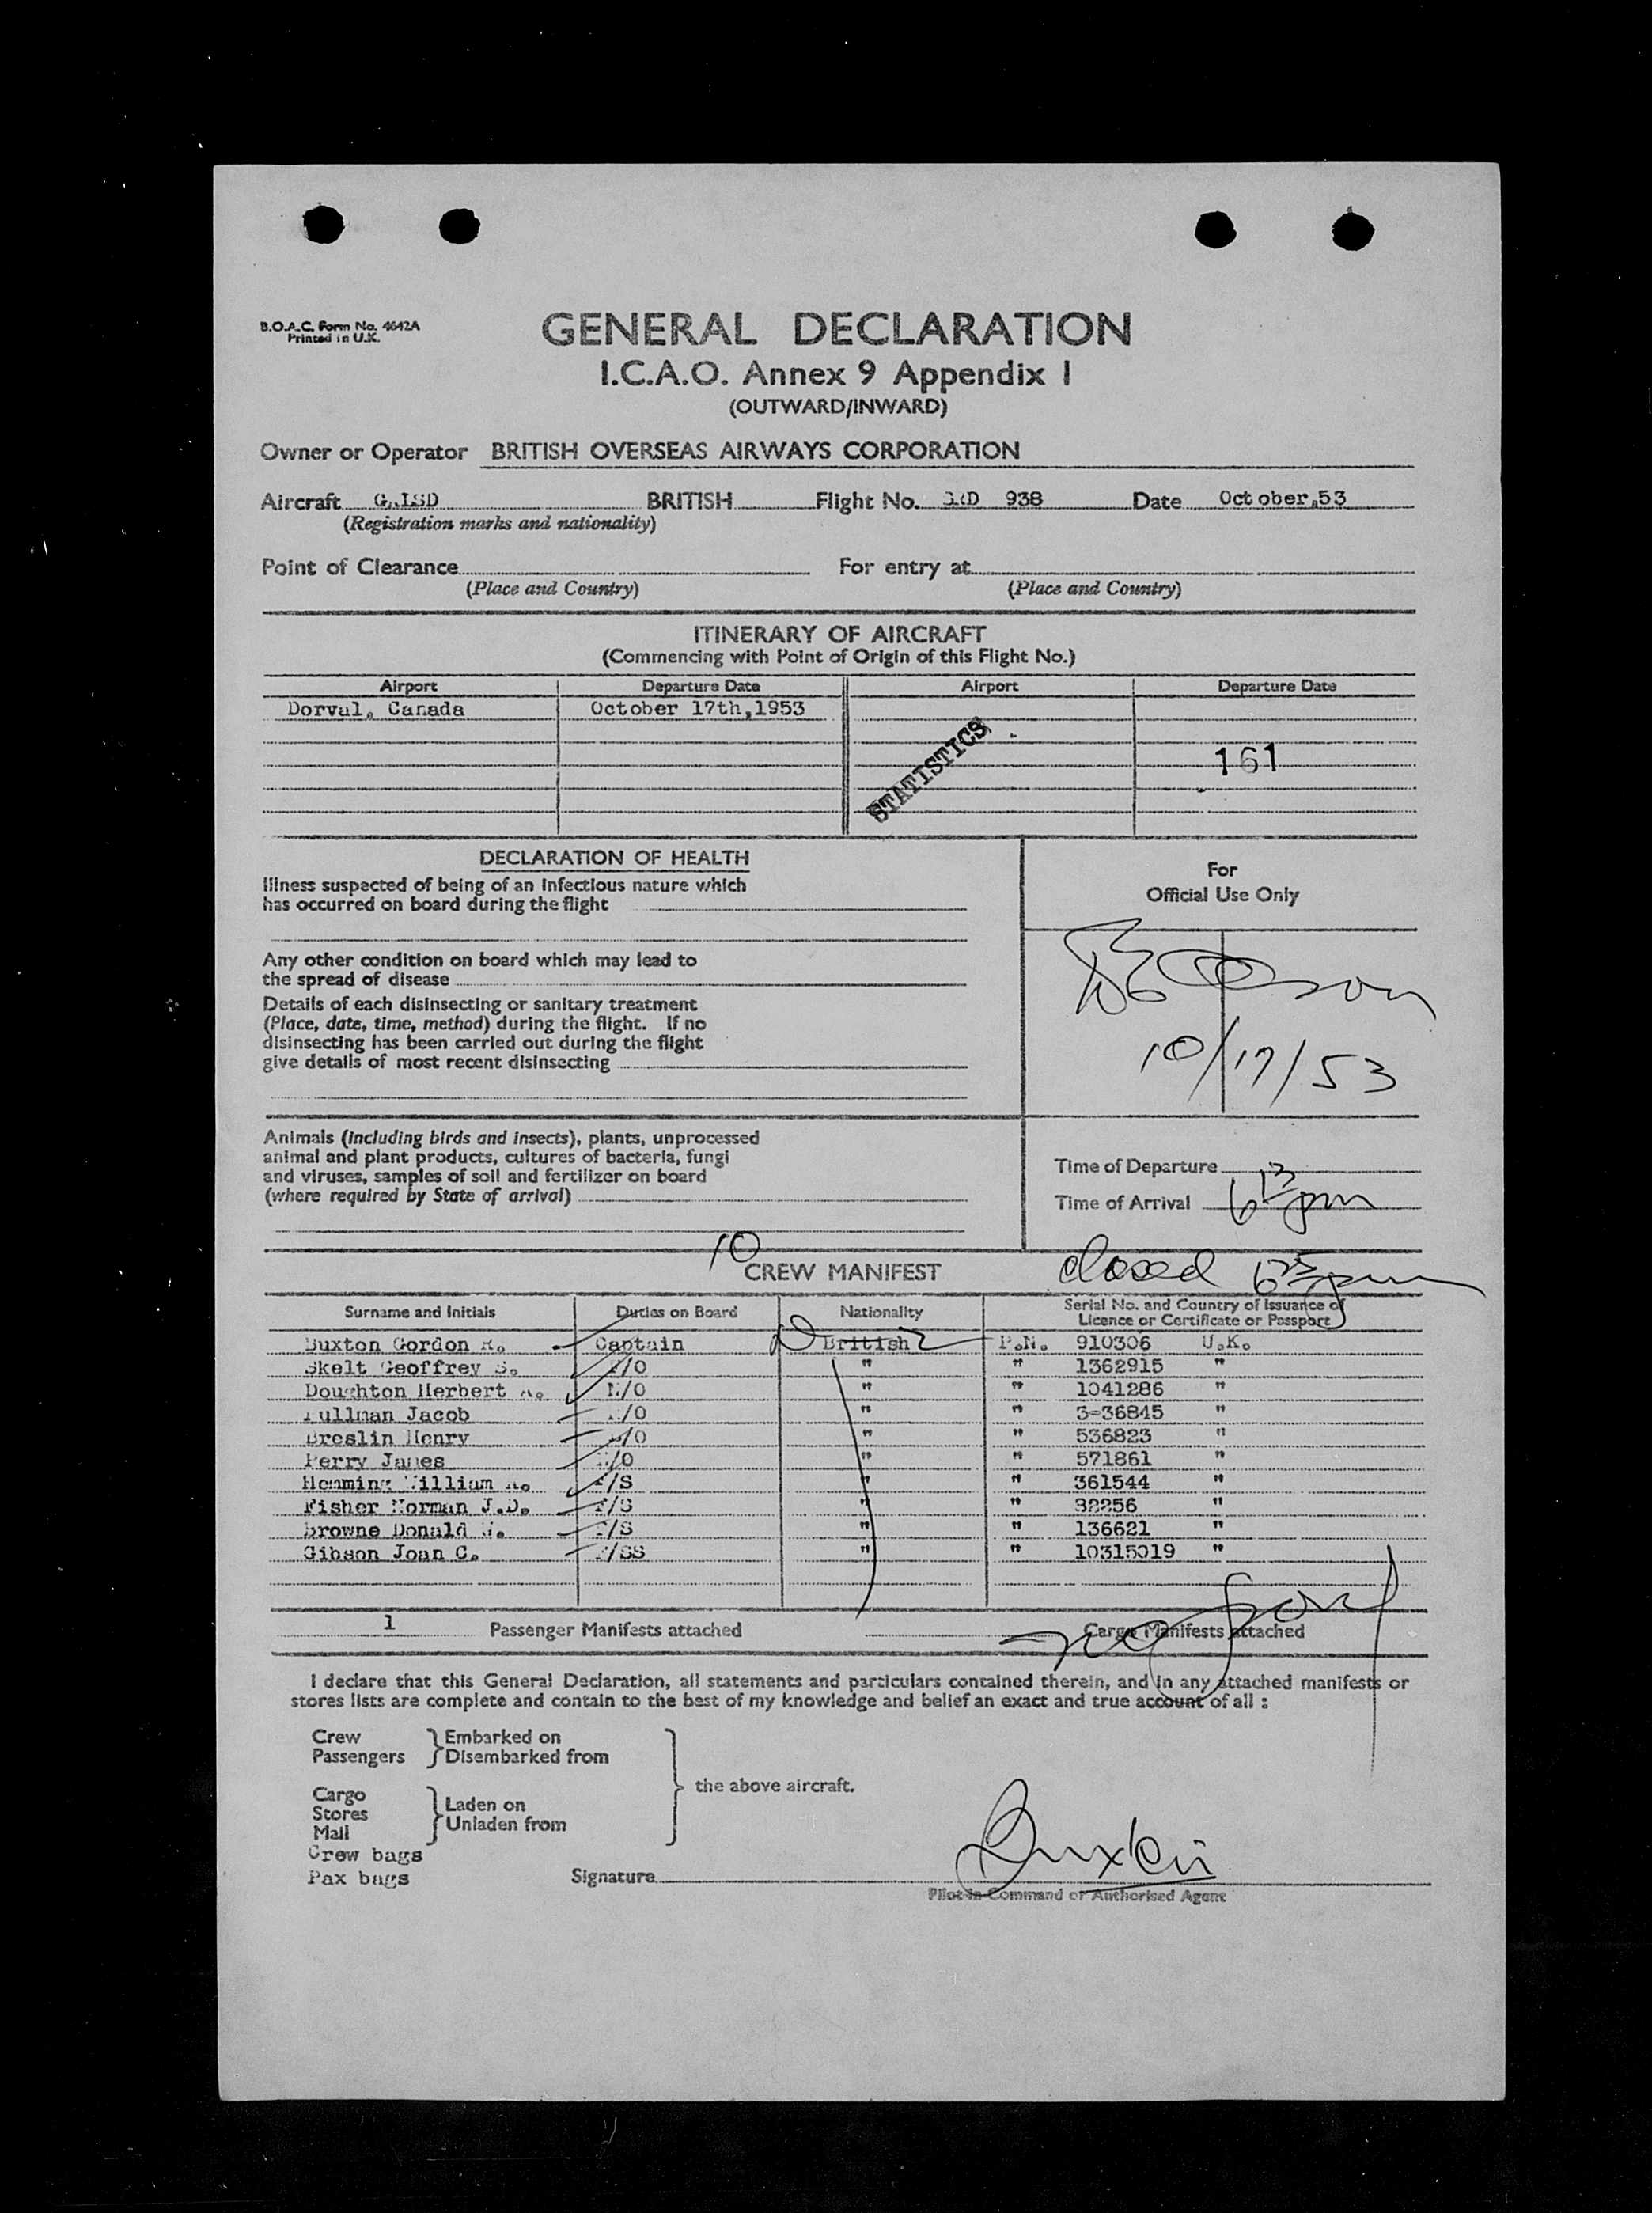 B.O.A.C. Form No. 4642A
Printed in U.K.
GENERAL DECLARATION
I.C.A.O. Annex 9 Appendix 1
(OUTWARD/INWARD)
Owner or Operator BRITISH OVERSEAS AIRWAYS CORPORATION
Aircraft BRITISH Flight No. 938 Date October,53
(Registration marks and nationality)
Point of Clearance For entry at
(Place and Country) (Place and Country)
ITINERARY OF AIRCRAFT
(Commencing with Point of Origin of this Flight No.)
Airport Departure Date Airport Departure Date
Dorval, Canada October 17th,1953
STATISTICS
161
DECLARATION OF HEALTH
Illness suspected of being of an infectious nature which
has occurred on board during the flight
Any other condition on board which may lead to
the spread of disease
Details of each disinsecting or sanitary treatment
(Place, date, time, method) during the flight. If no
disinsecting has been carried out during the flight
give details of most recent disinsecting
For
Official Use Only
10/17/53
Animals (including birds and insects), plants, unprocessed
animal and plant products, cultures of bacteria, fungi
and viruses, samples of soil and fertilizer on board
(where required by State of arrival)
Time of Departure
Time of Arrival 6 13 pm
closed 6 25 pm
10
CREW MANIFEST
Surname and Initials Duties on Board Nationality Serial No. and Country of Issuance of
Licence or Certificate or Passport
Buxton Gordon R. Captain British P.N. 910306 U.K.
Skelt Geoffrey S. /O " " 1362915 "
Doughton Herbert N/O " " 1041286 "
Pullman Jacob /O " " 3-36845 "
Breslin Henry /O " " 536823 "
Perry James /O " " 571861 "
Hemming William /S " " 361544 "
Fisher Norman J.D. /S " " 32256 "
Browne Donald /S " " 136621 "
Gibson Joan C. /SS " " 10315019 "
1 Passenger Manifests attached Cargo Manifests attached
I declare that this General Declaration, all statements and particulars contained therein, and in any attached manifests or
stores lists are complete and contain to the best of my knowledge and belief an exact and true account of all :
Crew
Passengers
Embarked on
Disembarked from
Cargo
Stores
Mail
Laden on
Unladen from
the above aircraft.
Crew bags
Pax bags
Signature Buxton
Pilot-in-Command or Authorised Agent